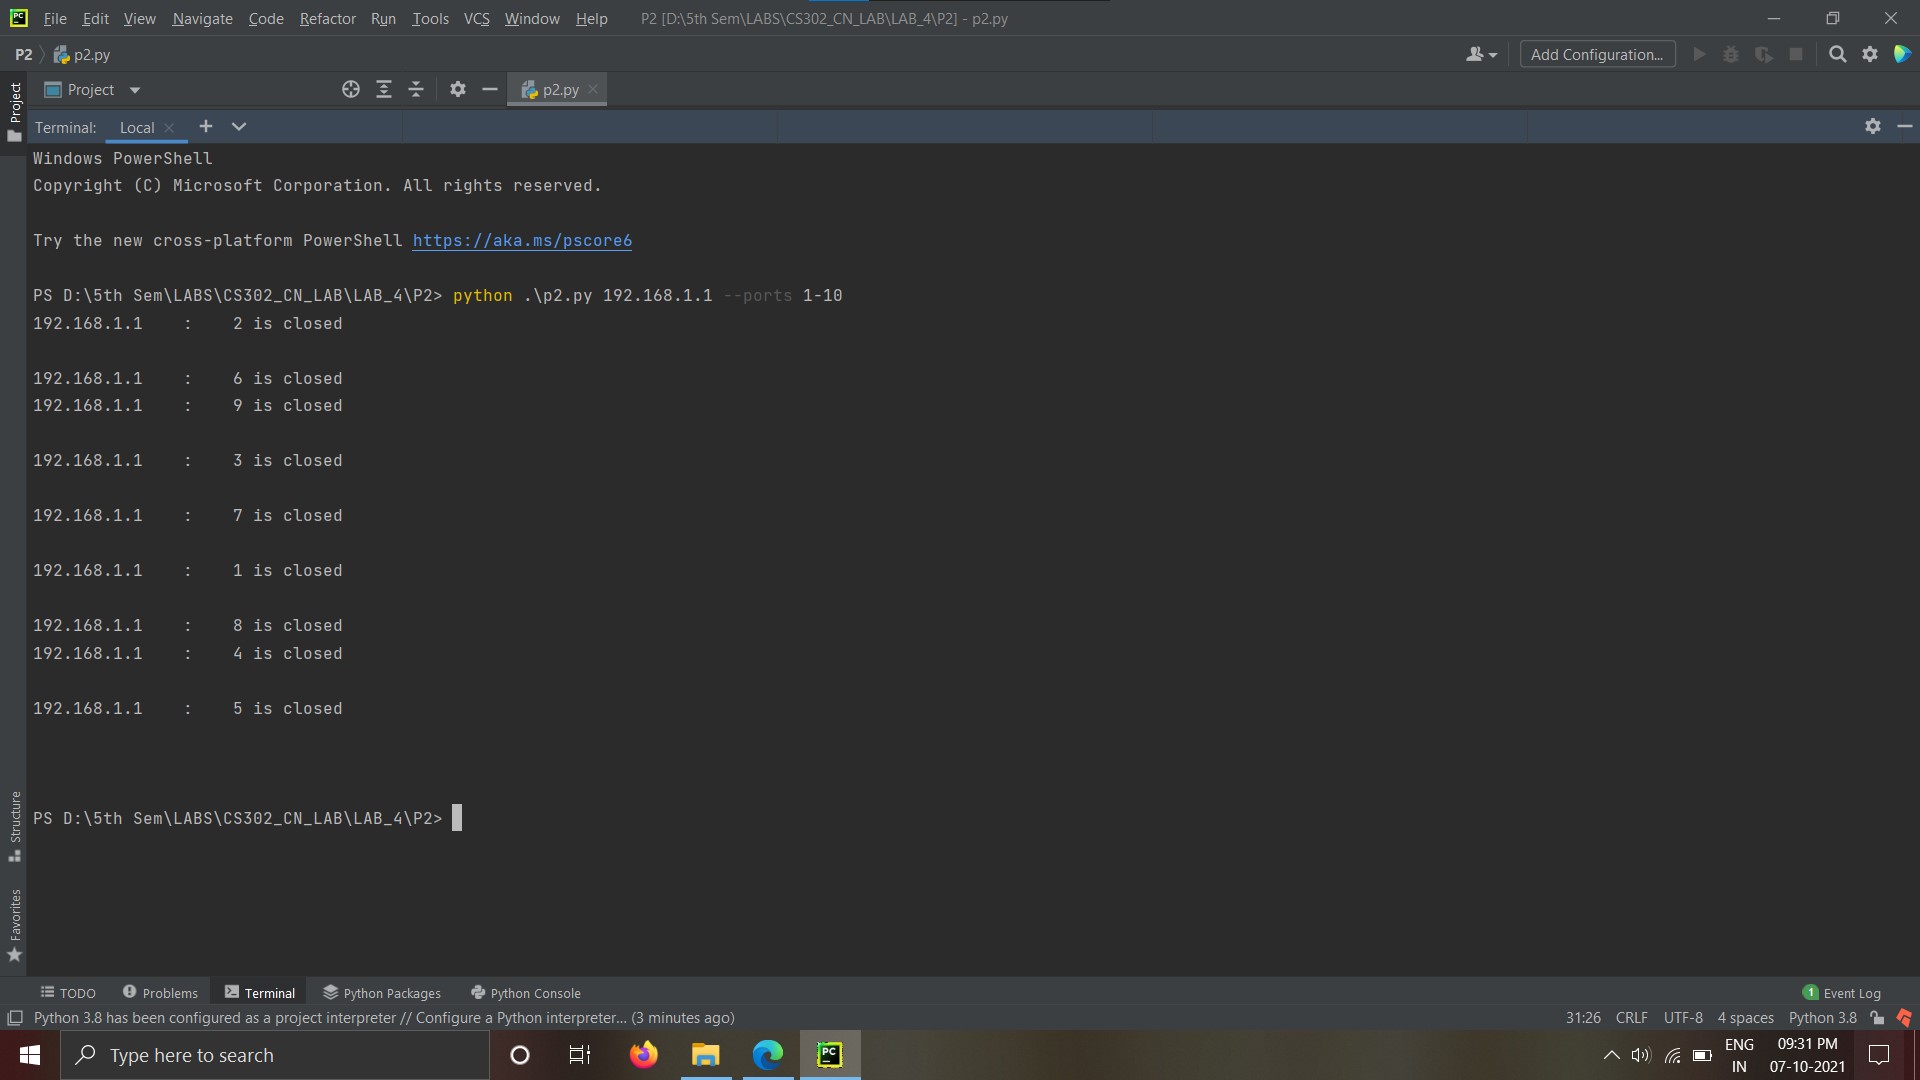 File Edit View Navigate Code Refactor Run Tools VCS Window Help P2 [D:\5th Sem\LABS\CS302_CN_LAB\LAB_4\P2] - p2.py
P2 p2.py Add Configuration...
Project p2.py
Project
Terminal: Local
Windows PowerShell
Copyright (C) Microsoft Corporation. All rights reserved.
Try the new cross-platform PowerShell https://aka.ms/pscore6
PS D:\5th Sem\LABS\CS302_CN_LAB\LAB_4\P2> python .\p2.py 192.168.1.1 --ports 1-10
192.168.1.1 : 2 is closed
192.168.1.1 : 6 is closed
192.168.1.1 : 9 is closed
192.168.1.1 : 3 is closed
192.168.1.1 : 7 is closed
192.168.1.1 : 1 is closed
192.168.1.1 : 8 is closed
192.168.1.1 : 4 is closed
192.168.1.1 : 5 is closed
PS D:\5th Sem\LABS\CS302_CN_LAB\LAB_4\P2>
Structure
Favorites
TODO Problems Terminal Python Packages Python Console 1 Event Log
Python 3.8 has been configured as a project interpreter // Configure a Python interpreter... (3 minutes ago) 31:26 CRLF UTF-8 4 spaces Python 3.8
Type here to search
ENG 09:31 PM
IN 07-10-2021